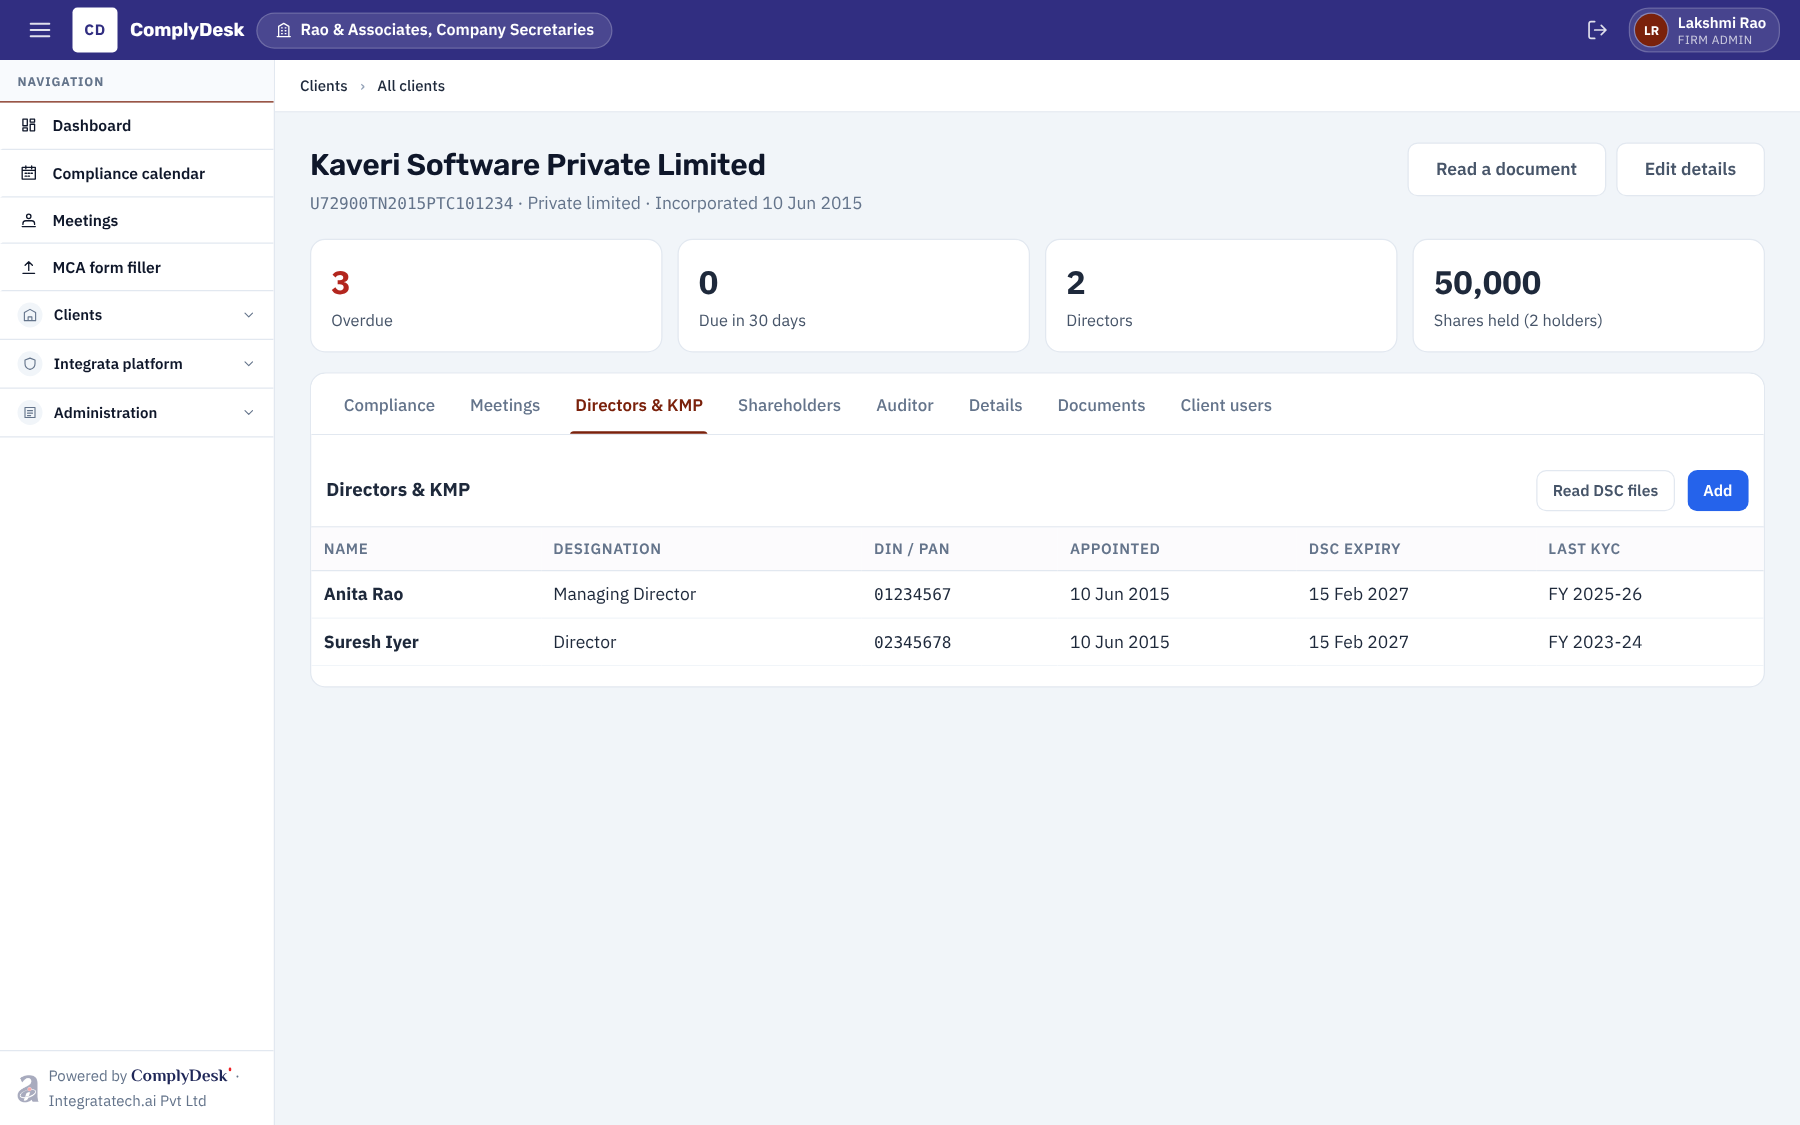 CD ComplyDesk Rao & Associates, Company Secretaries LR Lakshmi Rao
FIRM ADMIN
NAVIGATION
Dashboard
Compliance calendar
Meetings
MCA form filler
Clients
Integrata platform
Administration
Powered by ComplyDesk ·
Integratatech.ai Pvt Ltd
Clients › All clients
Kaveri Software Private Limited
U72900TN2015PTC101234 · Private limited · Incorporated 10 Jun 2015
Read a document Edit details
3
Overdue
0
Due in 30 days
2
Directors
50,000
Shares held (2 holders)
Compliance Meetings Directors & KMP Shareholders Auditor Details Documents Client users
Directors & KMP Read DSC files Add
NAME DESIGNATION DIN / PAN APPOINTED DSC EXPIRY LAST KYC
Anita Rao Managing Director 01234567 10 Jun 2015 15 Feb 2027 FY 2025-26
Suresh Iyer Director 02345678 10 Jun 2015 15 Feb 2027 FY 2023-24